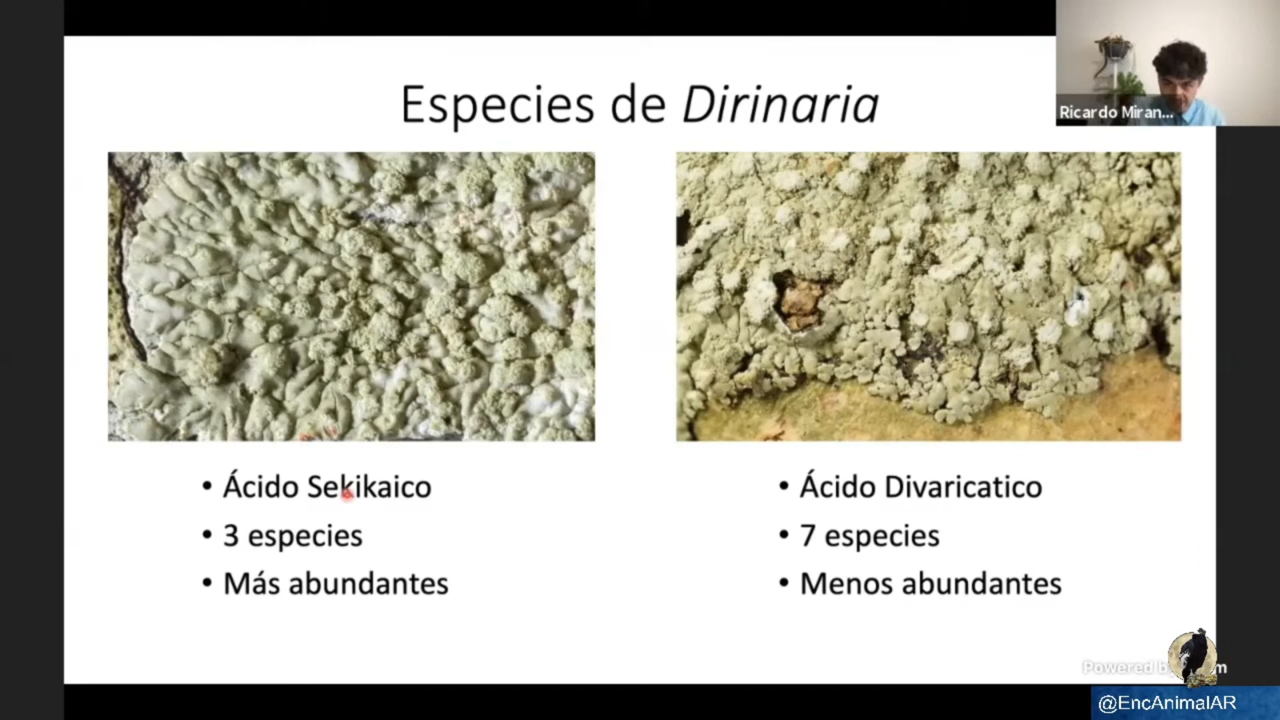 Especies de Dirinaria
Ricardo Miran...
• Ácido Sekikaico
• 3 especies
• Más abundantes
• Ácido Divaricatico
• 7 especies
• Menos abundantes
Powered
@EncAnimalAR